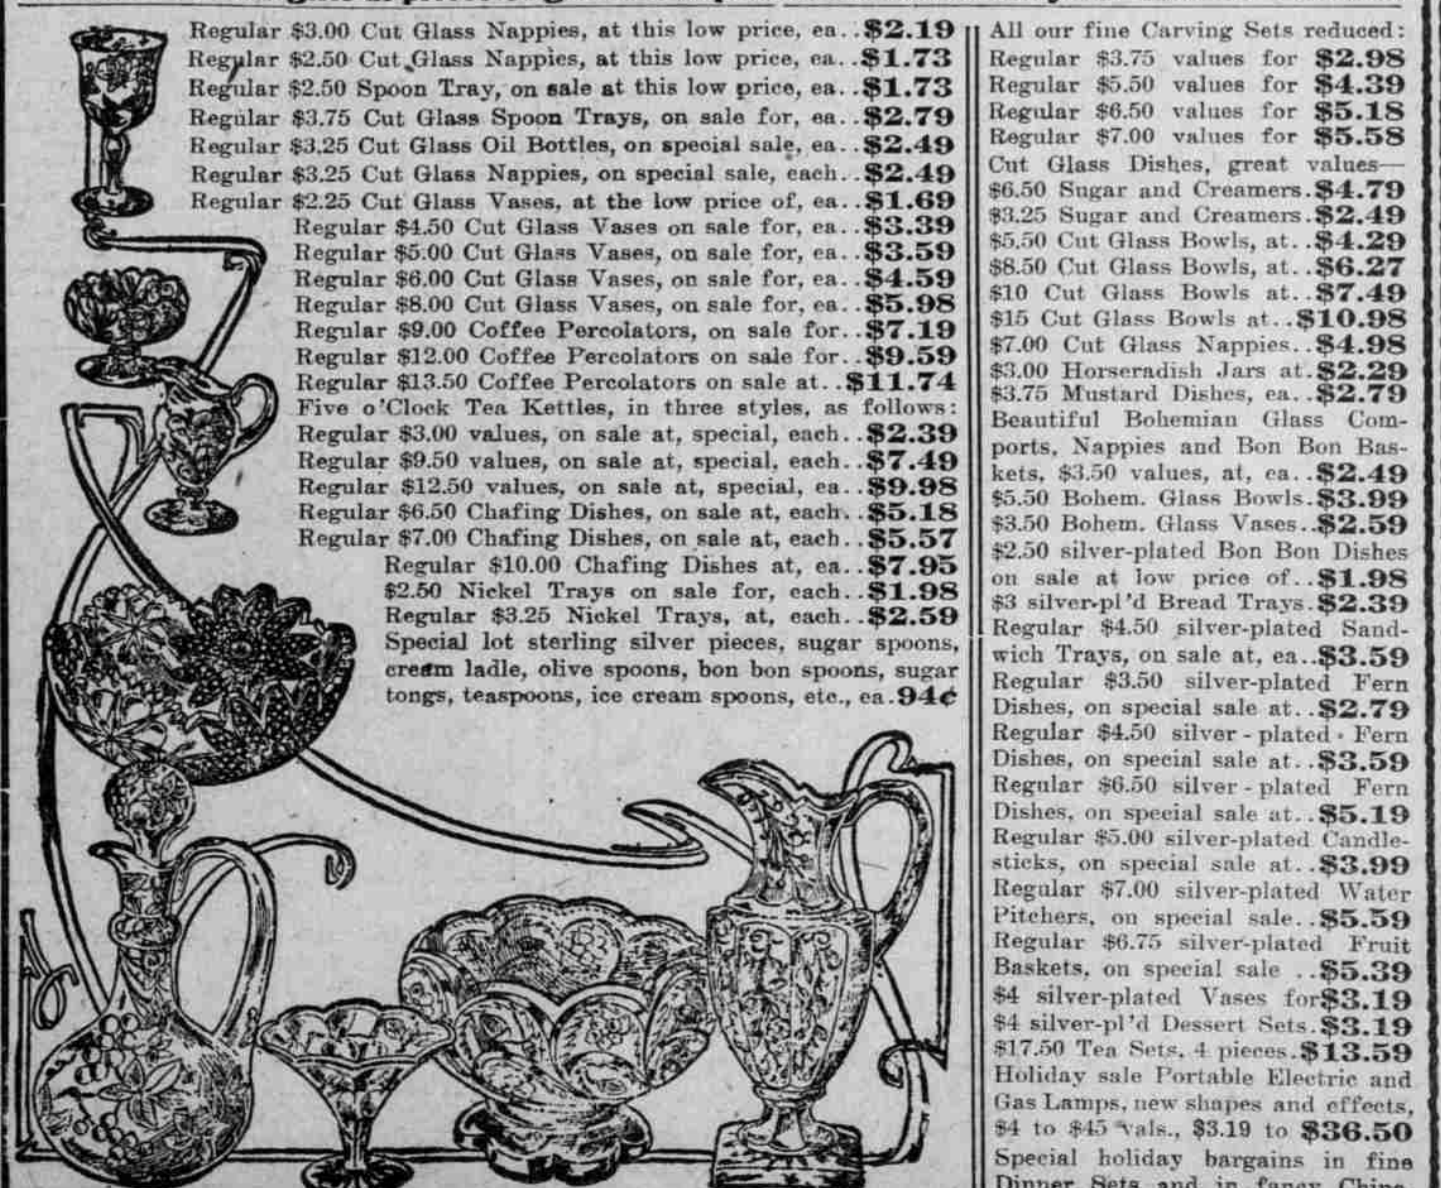 Regular $3.00 Cut Glass Nappies, at this low price, ea..$2.19
Regular $2.50 Cut Glass Nappies, at this low price, ea..$1.73
Regular $2.50 Spoon Tray, on sale at this low price, ea..$1.73
Regular $3.75 Cut Glass Spoon Trays, on sale for, ea..$2.79
Regular $3.25 Cut Glass Oil Bottles, on special sale, ea..$2.49
Regular $3.25 Cut Glass Nappies, on special sale, each..$2.49
Regular $2.25 Cut Glass Vases, at the low price of, ea..$1.69
Regular $4.50 Cut Glass Vases on sale for, ea..$3.39
Regular $5.00 Cut Glass Vases, on sale for, ea..$3.59
Regular $6.00 Cut Glass Vases, on sale for, ea..$4.59
Regular $8.00 Cut Glass Vases, on sale for, ea..$5.98
Regular $9.00 Coffee Percolators, on sale for..$7.19
Regular $12.00 Coffee Percolators on sale for..$9.59
Regular $13.50 Coffee Percolators on sale at..$11.74
Five o'Clock Tea Kettles, in three styles, as follows:
Regular $3.00 values, on sale at, special, each..$2.39
Regular $9.50 values, on sale at, special, each..$7.49
Regular $12.50 values, on sale at, special, ea..$9.98
Regular $6.50 Chafing Dishes, on sale at, each..$5.18
Regular $7.00 Chafing Dishes, on sale at, each..$5.57
Regular $10.00 Chafing Dishes at, ea..$7.95
$2.50 Nickel Trays on sale for, each..$1.98
Regular $3.25 Nickel Trays, at, each..$2.59
Special lot sterling silver pieces, sugar spoons,
cream ladle, olive spoons, bon bon spoons, sugar
tongs, teaspoons, ice cream spoons, etc., ea.94¢
All our fine Carving Sets reduced:
Regular $3.75 values for $2.98
Regular $5.50 values for $4.39
Regular $6.50 values for $5.18
Regular $7.00 values for $5.58
Cut Glass Dishes, great values—
$6.50 Sugar and Creamers.$4.79
$3.25 Sugar and Creamers.$2.49
$5.50 Cut Glass Bowls, at..$4.29
$8.50 Cut Glass Bowls, at..$6.27
$10 Cut Glass Bowls at..$7.49
$15 Cut Glass Bowls at..$10.98
$7.00 Cut Glass Nappies..$4.98
$3.00 Horseradish Jars at.$2.29
$3.75 Mustard Dishes, ea..$2.79
Beautiful Bohemian Glass Com-
ports, Nappies and Bon Bon Bas-
kets, $3.50 values, at, ea..$2.49
$5.50 Bohem. Glass Bowls.$3.99
$3.50 Bohem. Glass Vases..$2.59
$2.50 silver-plated Bon Bon Dishes
on sale at low price of..$1.98
$3 silver-pl'd Bread Trays.$2.39
Regular $4.50 silver-plated Sand-
wich Trays, on sale at, ea..$3.59
Regular $3.50 silver-plated Fern
Dishes, on special sale at..$2.79
Regular $4.50 silver-plated Fern
Dishes, on special sale at..$3.59
Regular $6.50 silver-plated Fern
Dishes, on special sale at..$5.19
Regular $5.00 silver-plated Candle-
sticks, on special sale at..$3.99
Regular $7.00 silver-plated Water
Pitchers, on special sale..$5.59
Regular $6.75 silver-plated Fruit
Baskets, on special sale ..$5.39
$4 silver-plated Vases for$3.19
$4 silver-pl'd Dessert Sets.$3.19
$17.50 Tea Sets, 4 pieces.$13.59
Holiday sale Portable Electric and
Gas Lamps, new shapes and effects,
$4 to $45 vals., $3.19 to $36.50
Special holiday bargains in fine
Dinner Sets and in fancy China